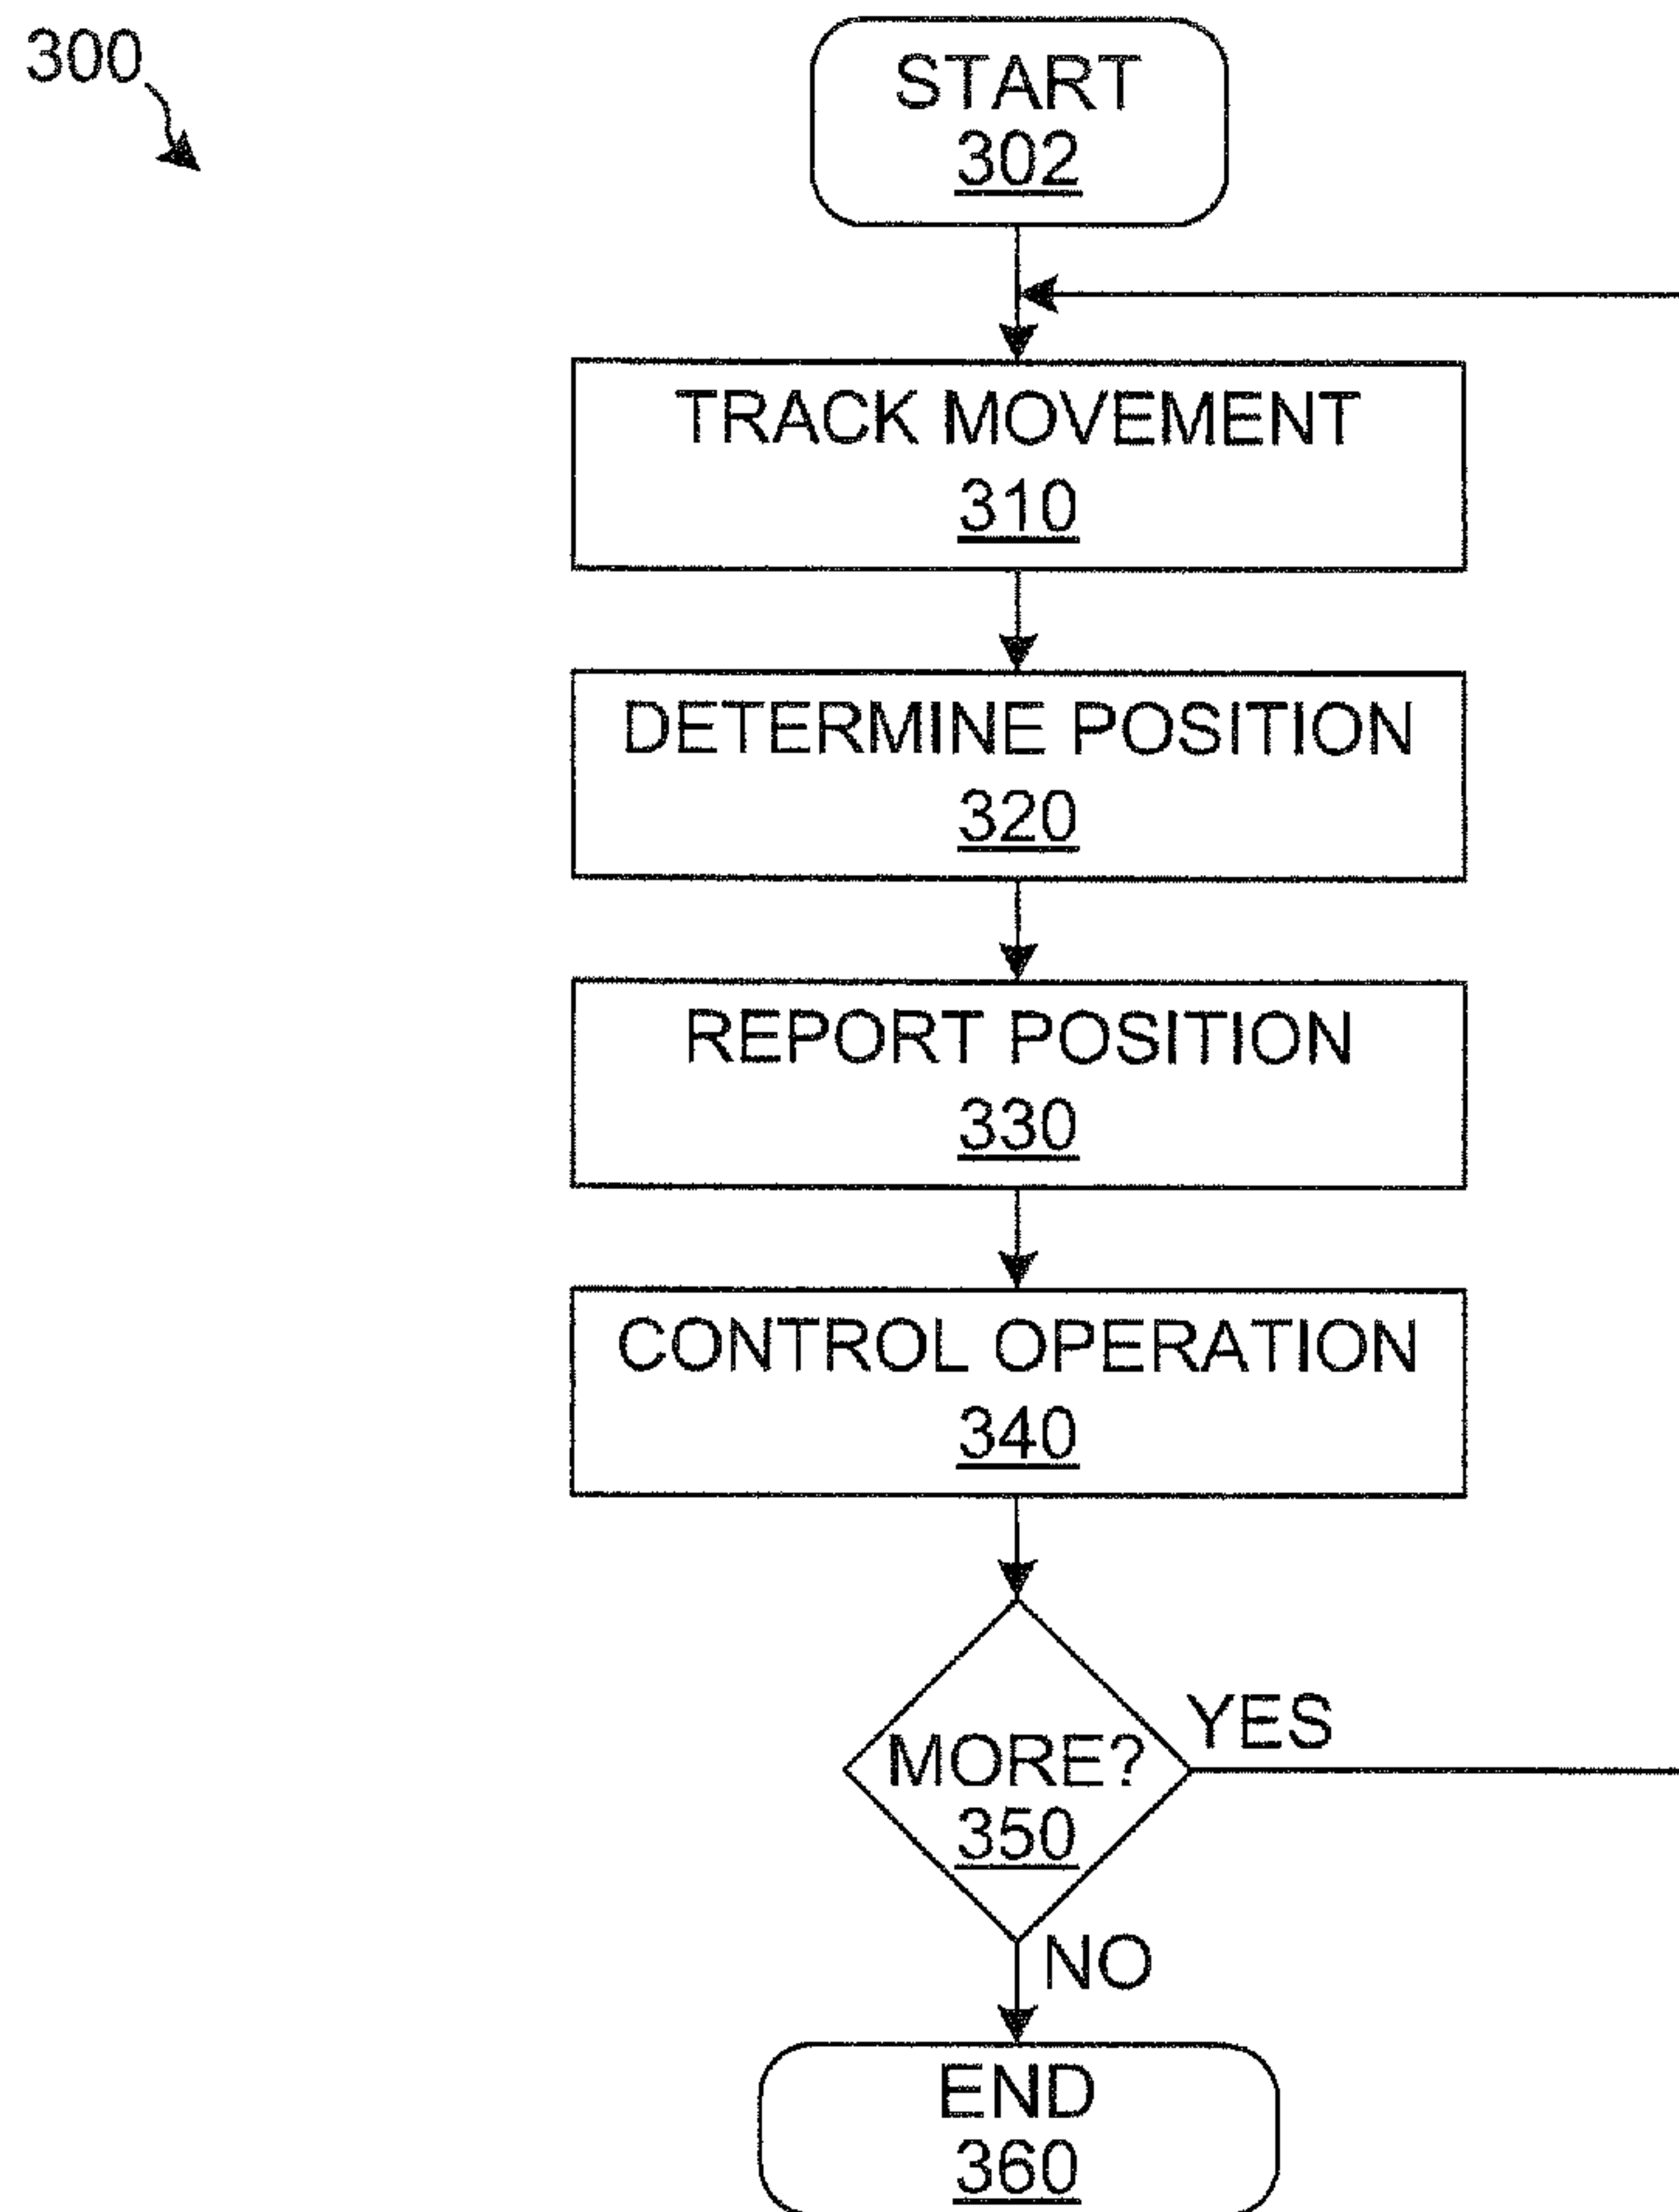 300
START
302
TRACK MOVEMENT
310
DETERMINE POSITION
320
REPORT POSITION
330
CONTROL OPERATION
340
MORE?
350
YES
NO
END
360